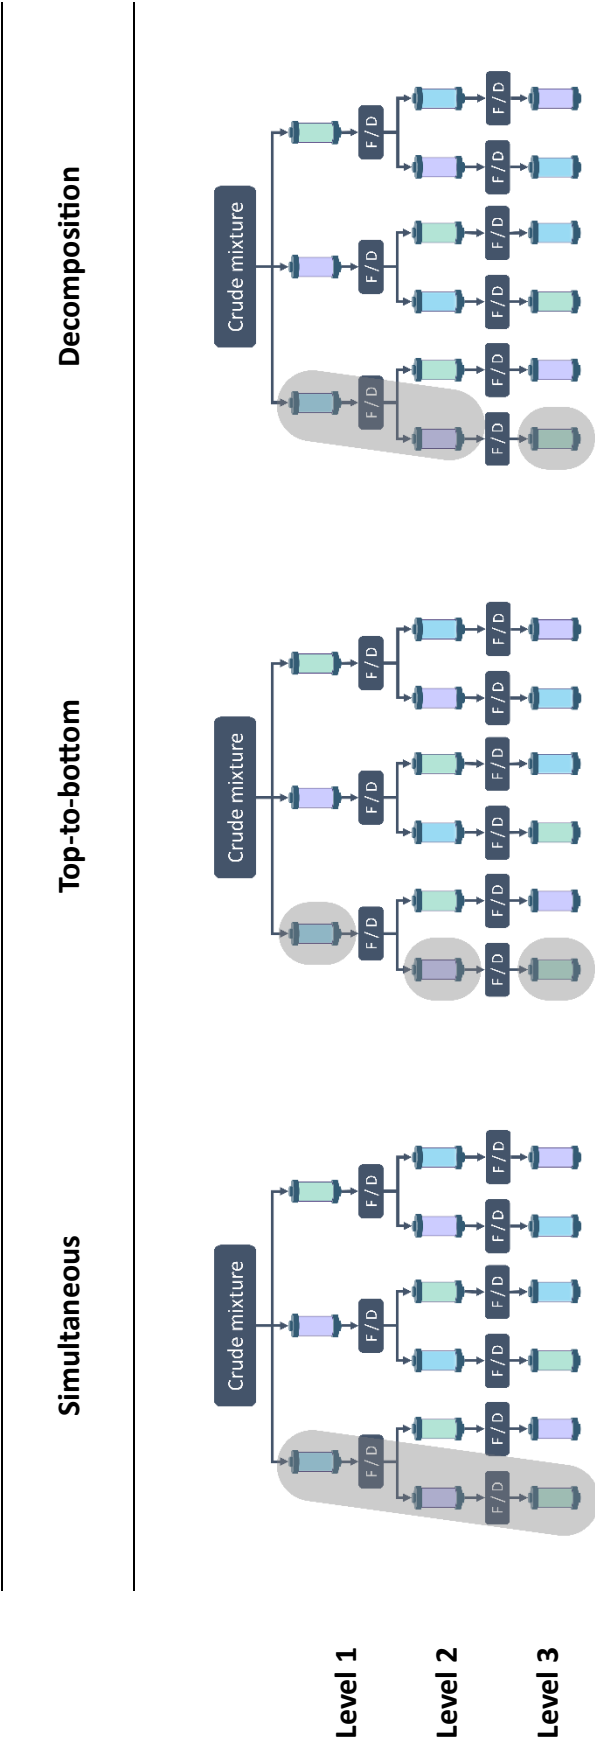 Simultaneous Top-to-bottom Decomposition
Crude mixture Crude mixture Crude mixture
Level 1
F / D F / D F / D F / D F / D F / D F / D F / D F / D
Level 2
F / D F / D F / D F / D F / D F / D F / D F / D F / D F / D F / D F / D F / D F / D F / D F / D F / D F / D
Level 3